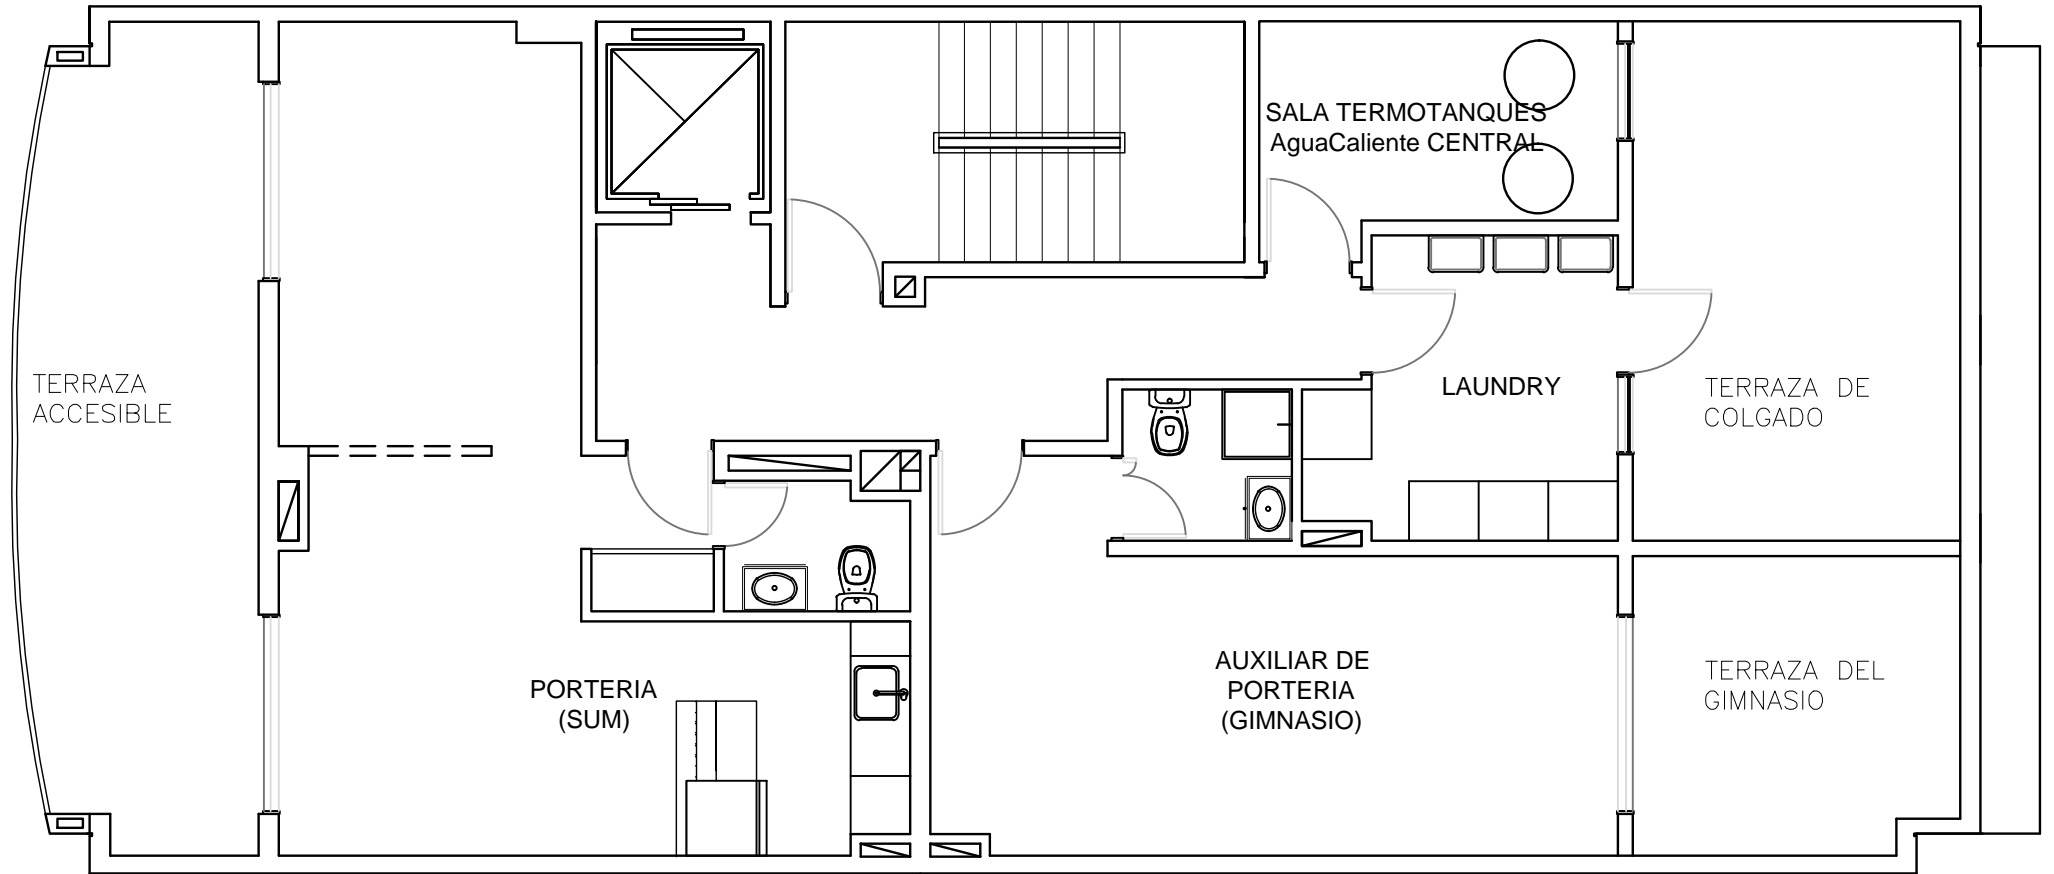 SALA TERMOTANQUES
AguaCaliente CENTRAL
TERRAZA
ACCESIBLE
LAUNDRY
TERRAZA DE
COLGADO
PORTERIA
(SUM)
AUXILIAR DE
PORTERIA
(GIMNASIO)
TERRAZA DEL
GIMNASIO